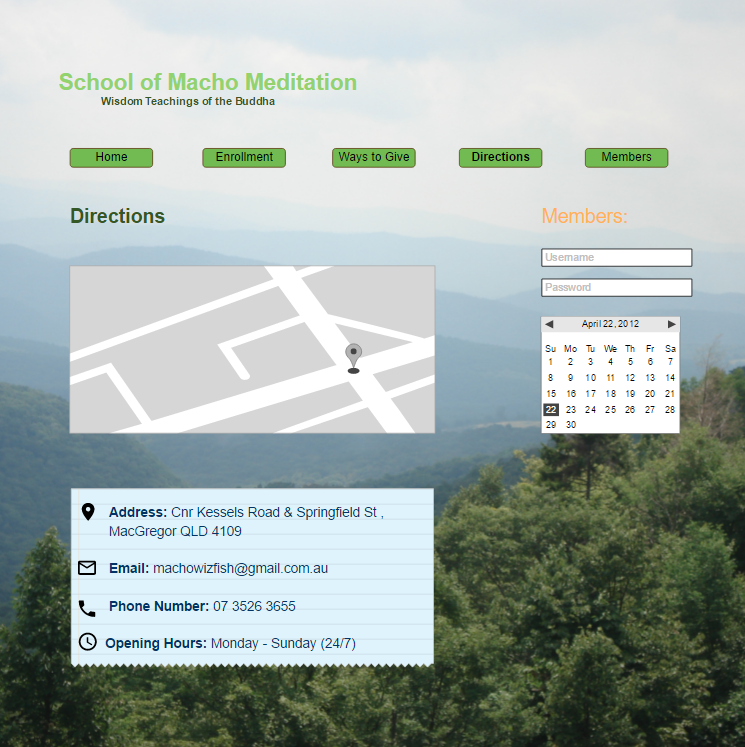 School of Macho Meditation
Wisdom Teachings of the Buddha
Home Enrollment Ways to Give Directions Members
Directions
Members:
Username
Password
April 22, 2012
Su Mo Tu We Th Fr Sa
1 2 3 4 5 6 7
8 9 10 11 12 13 14
15 16 17 18 19 20 21
22 23 24 25 26 27 28
29 30
Address: Cnr Kessels Road & Springfield St ,
MacGregor QLD 4109
Email: machowizfish@gmail.com.au
Phone Number: 07 3526 3655
Opening Hours: Monday - Sunday (24/7)